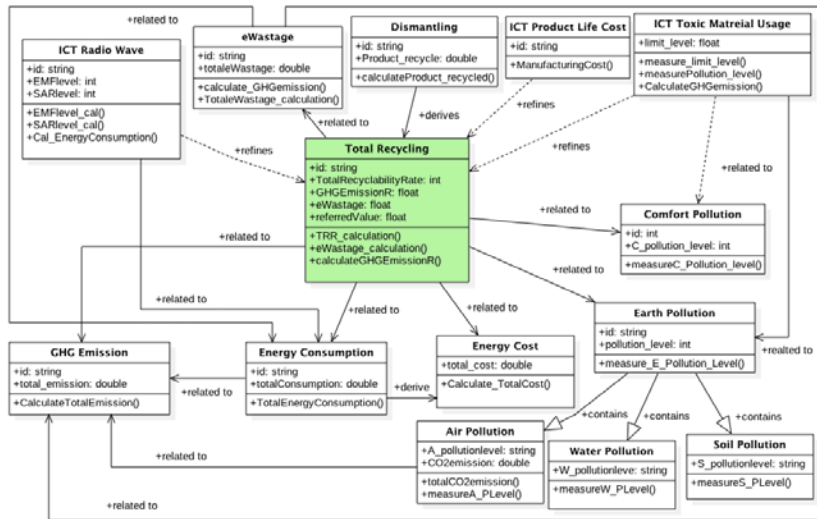 +related to
eWastage
+id: string
+totaleWastage: double
+calculate_GHGemission()
+TotaleWastage_calculation()
Dismantling
+id: string
+Product_recycle: double
+calculateProduct_recycled()
ICT Product Life Cost
+id: string
+ManufacturingCost()
ICT Toxic Matreial Usage
+limit_level: float
+measure_limit_level()
+measurePollution_level()
+CalculateGHGemission()
ICT Radio Wave
+id: string
+EMFlevel: int
+SARlevel: int
+EMFlevel_cal()
+SARlevel_cal()
+Cal_EnergyConsumption()
+related to
+derives
+refines
+refines
+refines
+related to
Total Recycling
+id: string
+TotalRecyclabilityRate: int
+GHGEmissionR: float
+eWastage: float
+referredValue: float
+TRR_calculation()
+eWastage_calculation()
+calculateGHGEmissionR()
+related to
+related to
Comfort Pollution
+id: int
+C_pollution_level: int
+measureC_Pollution_level()
+related to
+related to
+related to
+related to
Earth Pollution
+id: string
+pollution_level: int
+measure_E_Pollution_Level()
+realted to
GHG Emission
+id: string
+total_emission: double
+CalculateTotalEmission()
+related to
Energy Consumption
+id: string
+totalConsumption: double
+TotalEnergyConsumption()
+derive
Energy Cost
+total_cost: double
+Calculate_TotalCost()
+contains
+contains
+contains
Air Pollution
+A_pollutionlevel: string
+CO2emission: double
+totalCO2emission()
+measureA_PLevel()
Water Pollution
+W_pollutionleve: string
+measureW_PLevel()
Soil Pollution
+S_pollutionlevel: string
+measureS_PLevel()
+related to
+related to